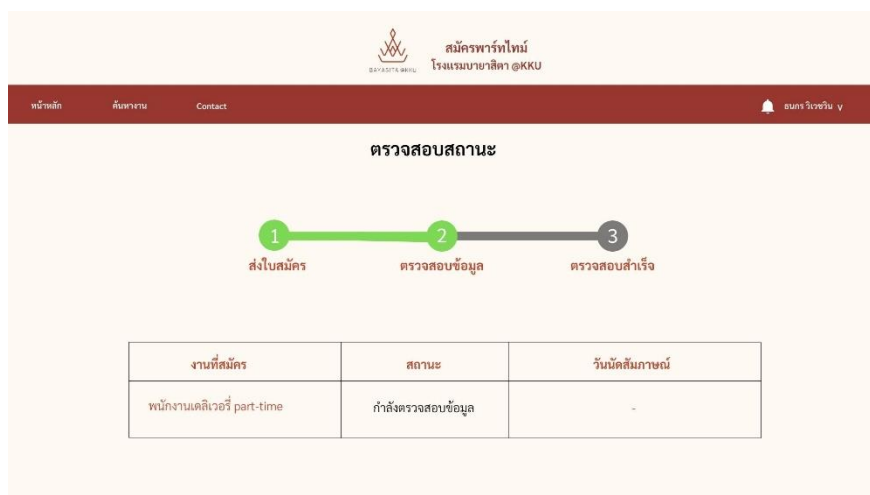 สมัครพาร์ทไทม์
BAYASITA @KKU
โรงแรมบายาสิตา @KKU
หน้าหลัก ค้นหางาน Contact ธนกร วิเวชวิน v
ตรวจสอบสถานะ
1 2 3
ส่งใบสมัคร ตรวจสอบข้อมูล ตรวจสอบสำเร็จ
งานที่สมัคร สถานะ วันนัดสัมภาษณ์
พนักงานเดลิเวอรี่ part-time กำลังตรวจสอบข้อมูล -